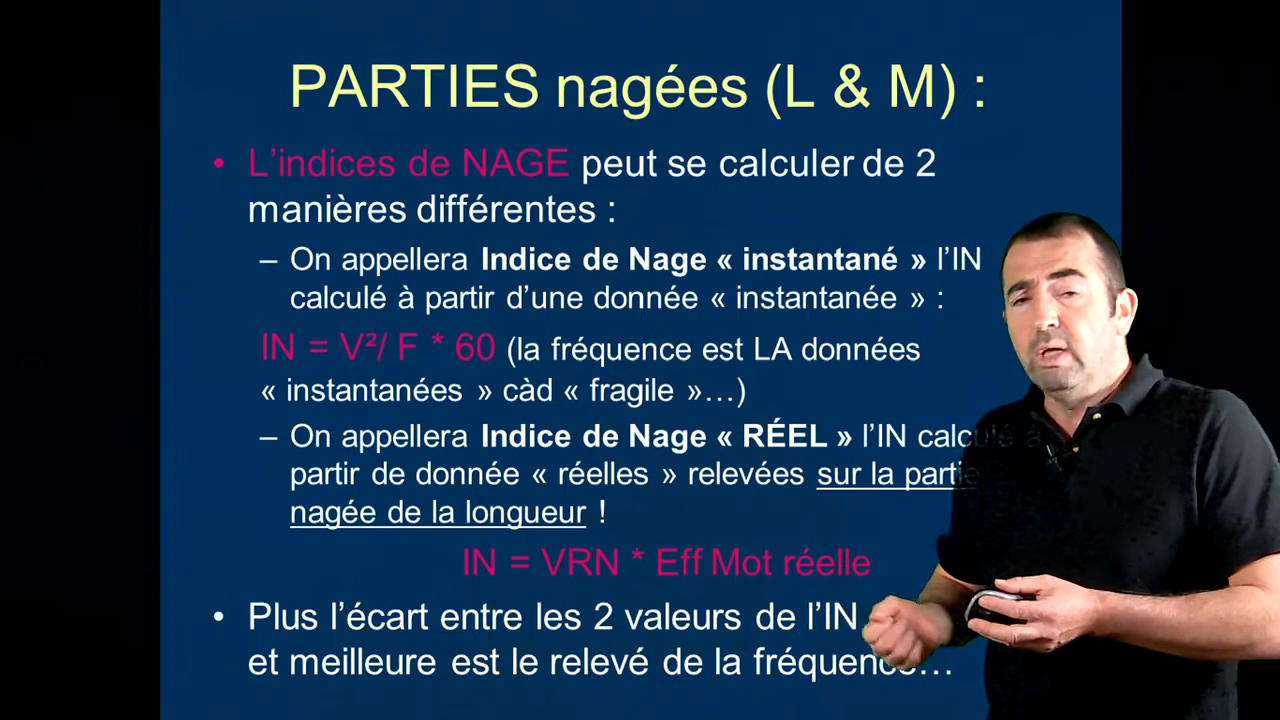 PARTIES nagées (L & M) :
• L'indices de NAGE peut se calculer de 2
manières différentes :
– On appellera Indice de Nage « instantané » l'IN
calculé à partir d'une donnée « instantanée » :
IN = V²/ F * 60 (la fréquence est LA données
« instantanées » càd « fragile »…)
– On appellera Indice de Nage « RÉEL » l'IN calculé à
partir de donnée « réelles » relevées sur la partie
nagée de la longueur !
IN = VRN * Eff Mot réelle
• Plus l'écart entre les 2 valeurs de l'IN
et meilleure est le relevé de la fréquence…